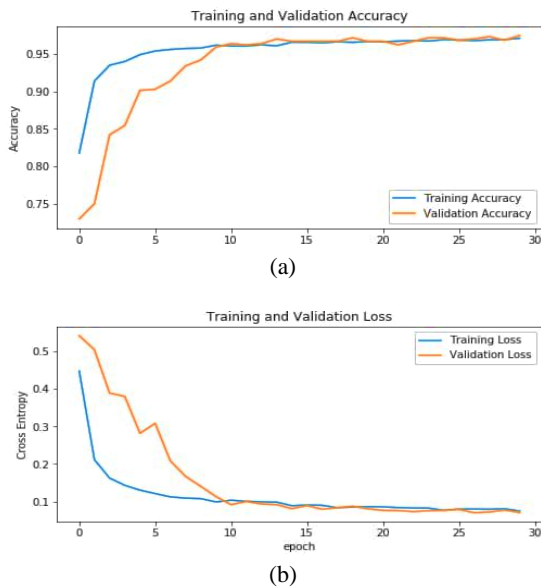 Training and Validation Accuracy
Accuracy
0.95
0.90
0.85
0.80
0.75
Training Accuracy
Validation Accuracy
0 5 10 15 20 25 30
(a)
Training and Validation Loss
Cross Entropy
0.5
0.4
0.3
0.2
0.1
Training Loss
Validation Loss
0 5 10 15 20 25 30
epoch
(b)